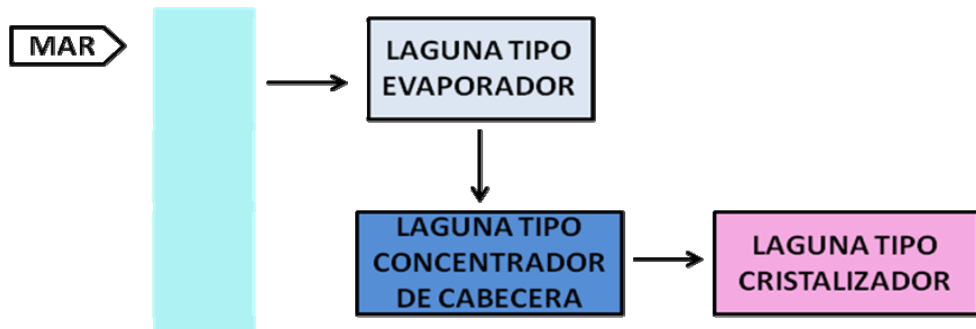 MAR
LAGUNA TIPO
EVAPORADOR
LAGUNA TIPO
CONCENTRADOR
DE CABECERA
LAGUNA TIPO
CRISTALIZADOR